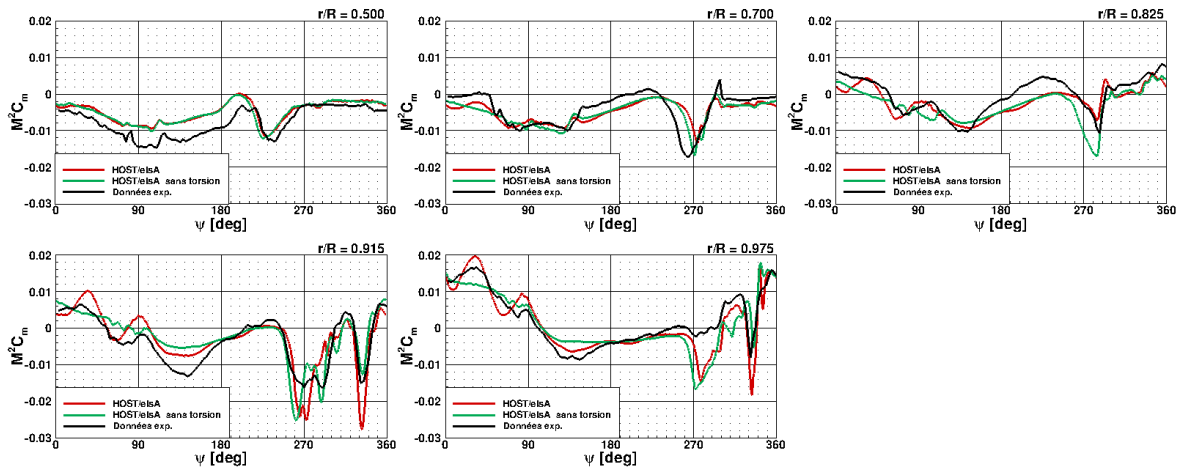 r/R = 0.500
M²Cm
0.02
0.01
0
-0.01
-0.02
-0.03
HOST/elsA
HOST/elsA sans torsion
Données exp.
0 90 180 270 360
ψ [deg]
r/R = 0.700
M²Cm
0.02
0.01
0
-0.01
-0.02
-0.03
HOST/elsA
HOST/elsA sans torsion
Données exp.
0 90 180 270 360
ψ [deg]
r/R = 0.825
M²Cm
0.02
0.01
0
-0.01
-0.02
-0.03
HOST/elsA
HOST/elsA sans torsion
Données exp.
0 90 180 270 360
ψ [deg]
r/R = 0.915
M²Cm
0.02
0.01
0
-0.01
-0.02
-0.03
HOST/elsA
HOST/elsA sans torsion
Données exp.
0 90 180 270 360
ψ [deg]
r/R = 0.975
M²Cm
0.02
0.01
0
-0.01
-0.02
-0.03
HOST/elsA
HOST/elsA sans torsion
Données exp.
0 90 180 270 360
ψ [deg]